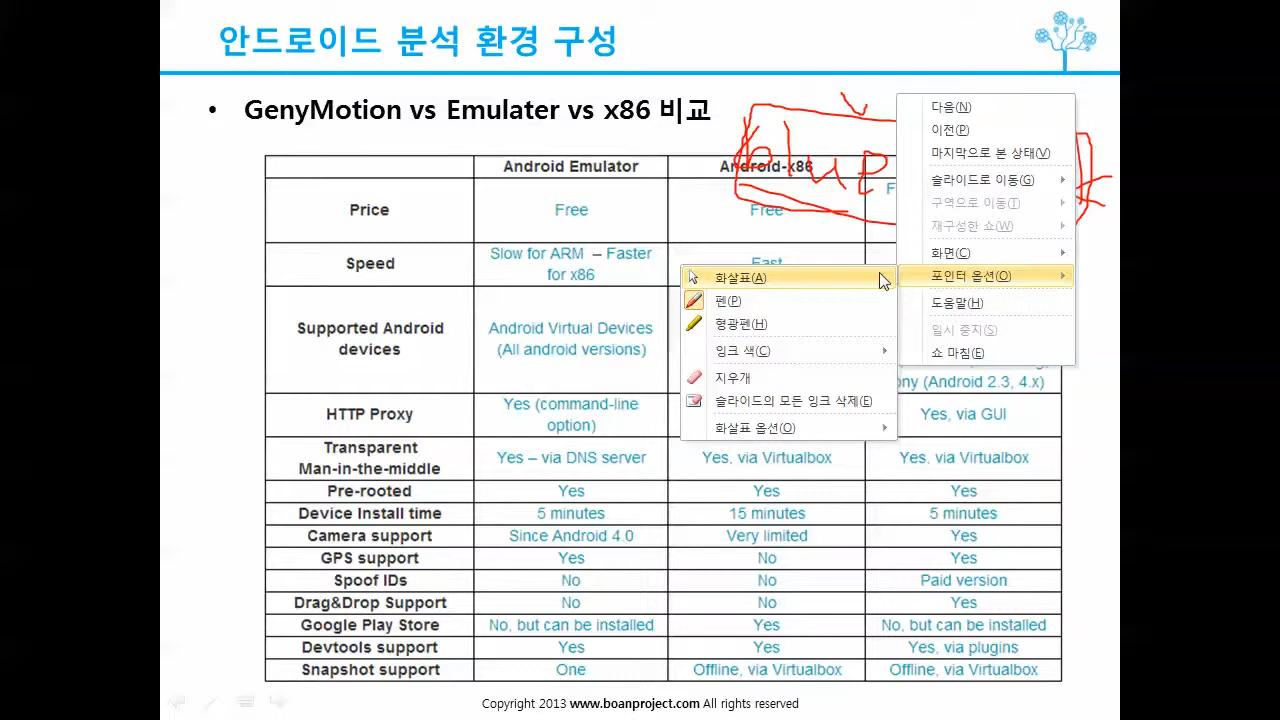 안드로이드 분석 환경 구성
• GenyMotion vs Emulater vs x86 비교
Android Emulator Android-x86
Price Free Free F
Speed Slow for ARM – Faster for x86 Fast
Supported Android devices Android Virtual Devices (All android versions) ony (Android 2.3, 4.x)
HTTP Proxy Yes (command-line option) Yes, via GUI
Transparent Man-in-the-middle Yes – via DNS server Yes, via Virtualbox Yes, via Virtualbox
Pre-rooted Yes Yes Yes
Device Install time 5 minutes 15 minutes 5 minutes
Camera support Since Android 4.0 Very limited Yes
GPS support Yes No Yes
Spoof IDs No No Paid version
Drag&Drop Support No No Yes
Google Play Store No, but can be installed Yes No, but can be installed
Devtools support Yes Yes Yes, via plugins
Snapshot support One Offline, via Virtualbox Offline, via Virtualbox
blue
다음(N)
이전(P)
마지막으로 본 상태(V)
슬라이드로 이동(G)
구역으로 이동(T)
재구성한 쇼(W)
화면(C)
포인터 옵션(O)
도움말(H)
일시 중지(S)
쇼 마침(E)
화살표(A)
펜(P)
형광펜(H)
잉크 색(C)
지우개
슬라이드의 모든 잉크 삭제(E)
화살표 옵션(O)
Copyright 2013 www.boanproject.com All rights reserved